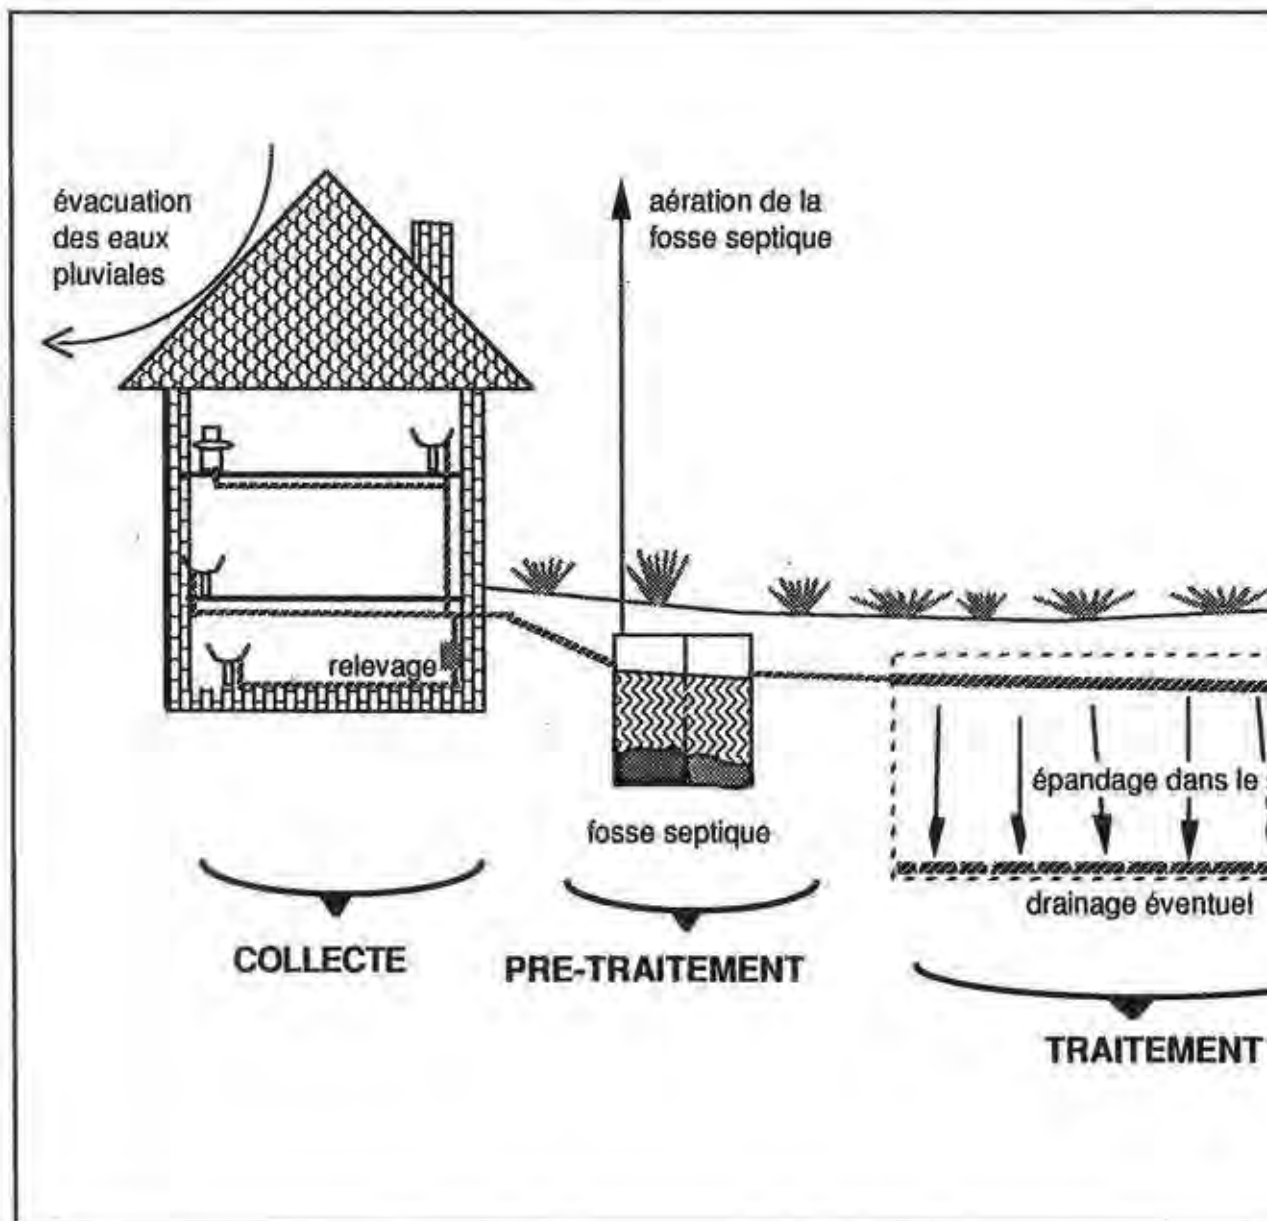 évacuation
des eaux
pluviales
aération de la
fosse septique
relevage
épandage dans le
fosse septique
drainage éventuel
COLLECTE
PRE-TRAITEMENT
TRAITEMENT